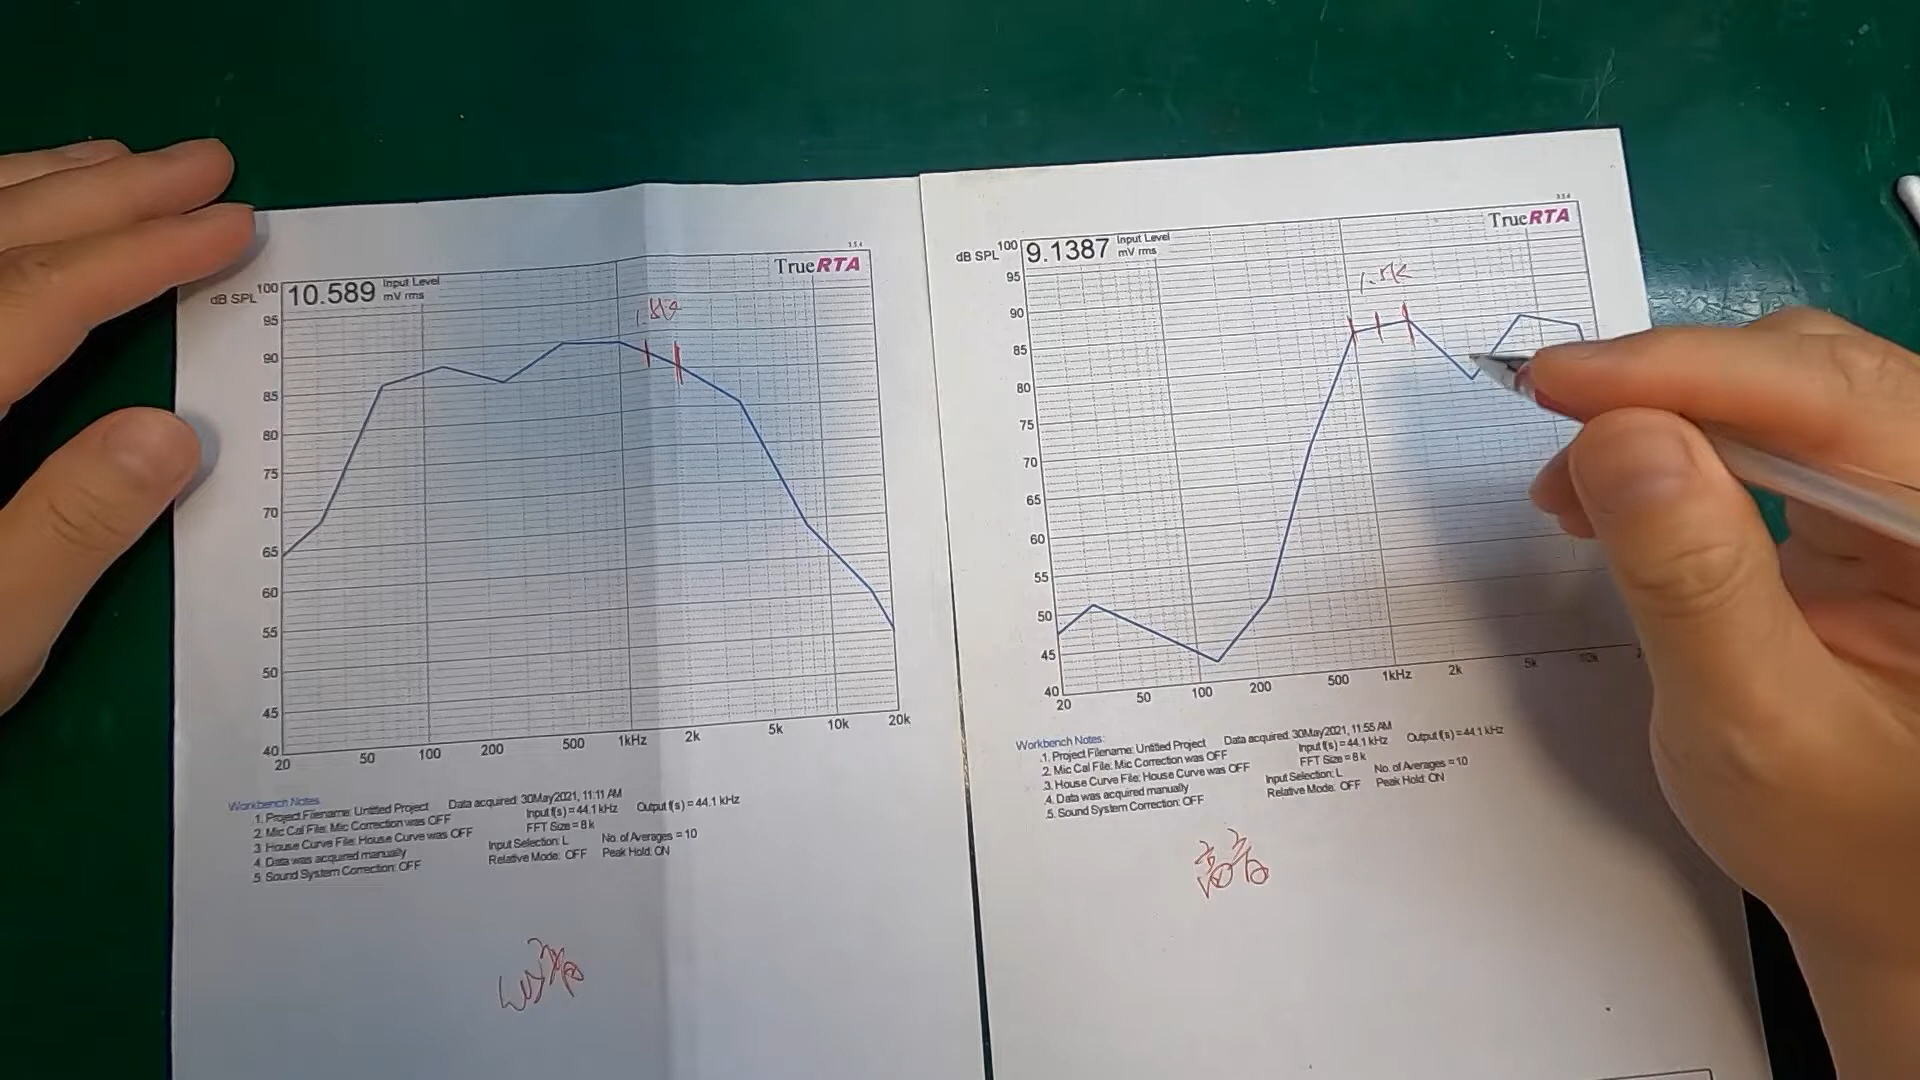 3.5.4
TrueRTA
10.589 Input Level
mV rms
dB SPL
100
95
90
85
80
75
70
65
60
55
50
45
40
20 50 100 200 500 1kHz 2k 5k 10k 20k
Workbench Notes
1. Project Filename: Untitled Project Data acquired: 30May2021, 11:11 AM
2. Mic Cal File: Mic Correction was OFF Input f(s) = 44.1 kHz Output f(s) = 44.1 kHz
3. House Curve File: House Curve was OFF FFT Size = 8 k
4. Data was acquired manually Input Selection: L No. of Averages = 10
5. Sound System Correction: OFF Relative Mode: OFF Peak Hold: ON
3.5.4
TrueRTA
9.1387 Input Level
mV rms
dB SPL
100
95
90
85
80
75
70
65
60
55
50
45
40
1.5K
20 50 100 200 500 1kHz 2k 5k 10k
Workbench Notes:
1. Project Filename: Untitled Project Data acquired: 30May2021, 11:55 AM
2. Mic Cal File: Mic Correction was OFF Input f(s) = 44.1 kHz Output f(s) = 44.1 kHz
3. House Curve File: House Curve was OFF FFT Size = 8 k
4. Data was acquired manually Input Selection: L No. of Averages = 10
5. Sound System Correction: OFF Relative Mode: OFF Peak Hold: ON
高音